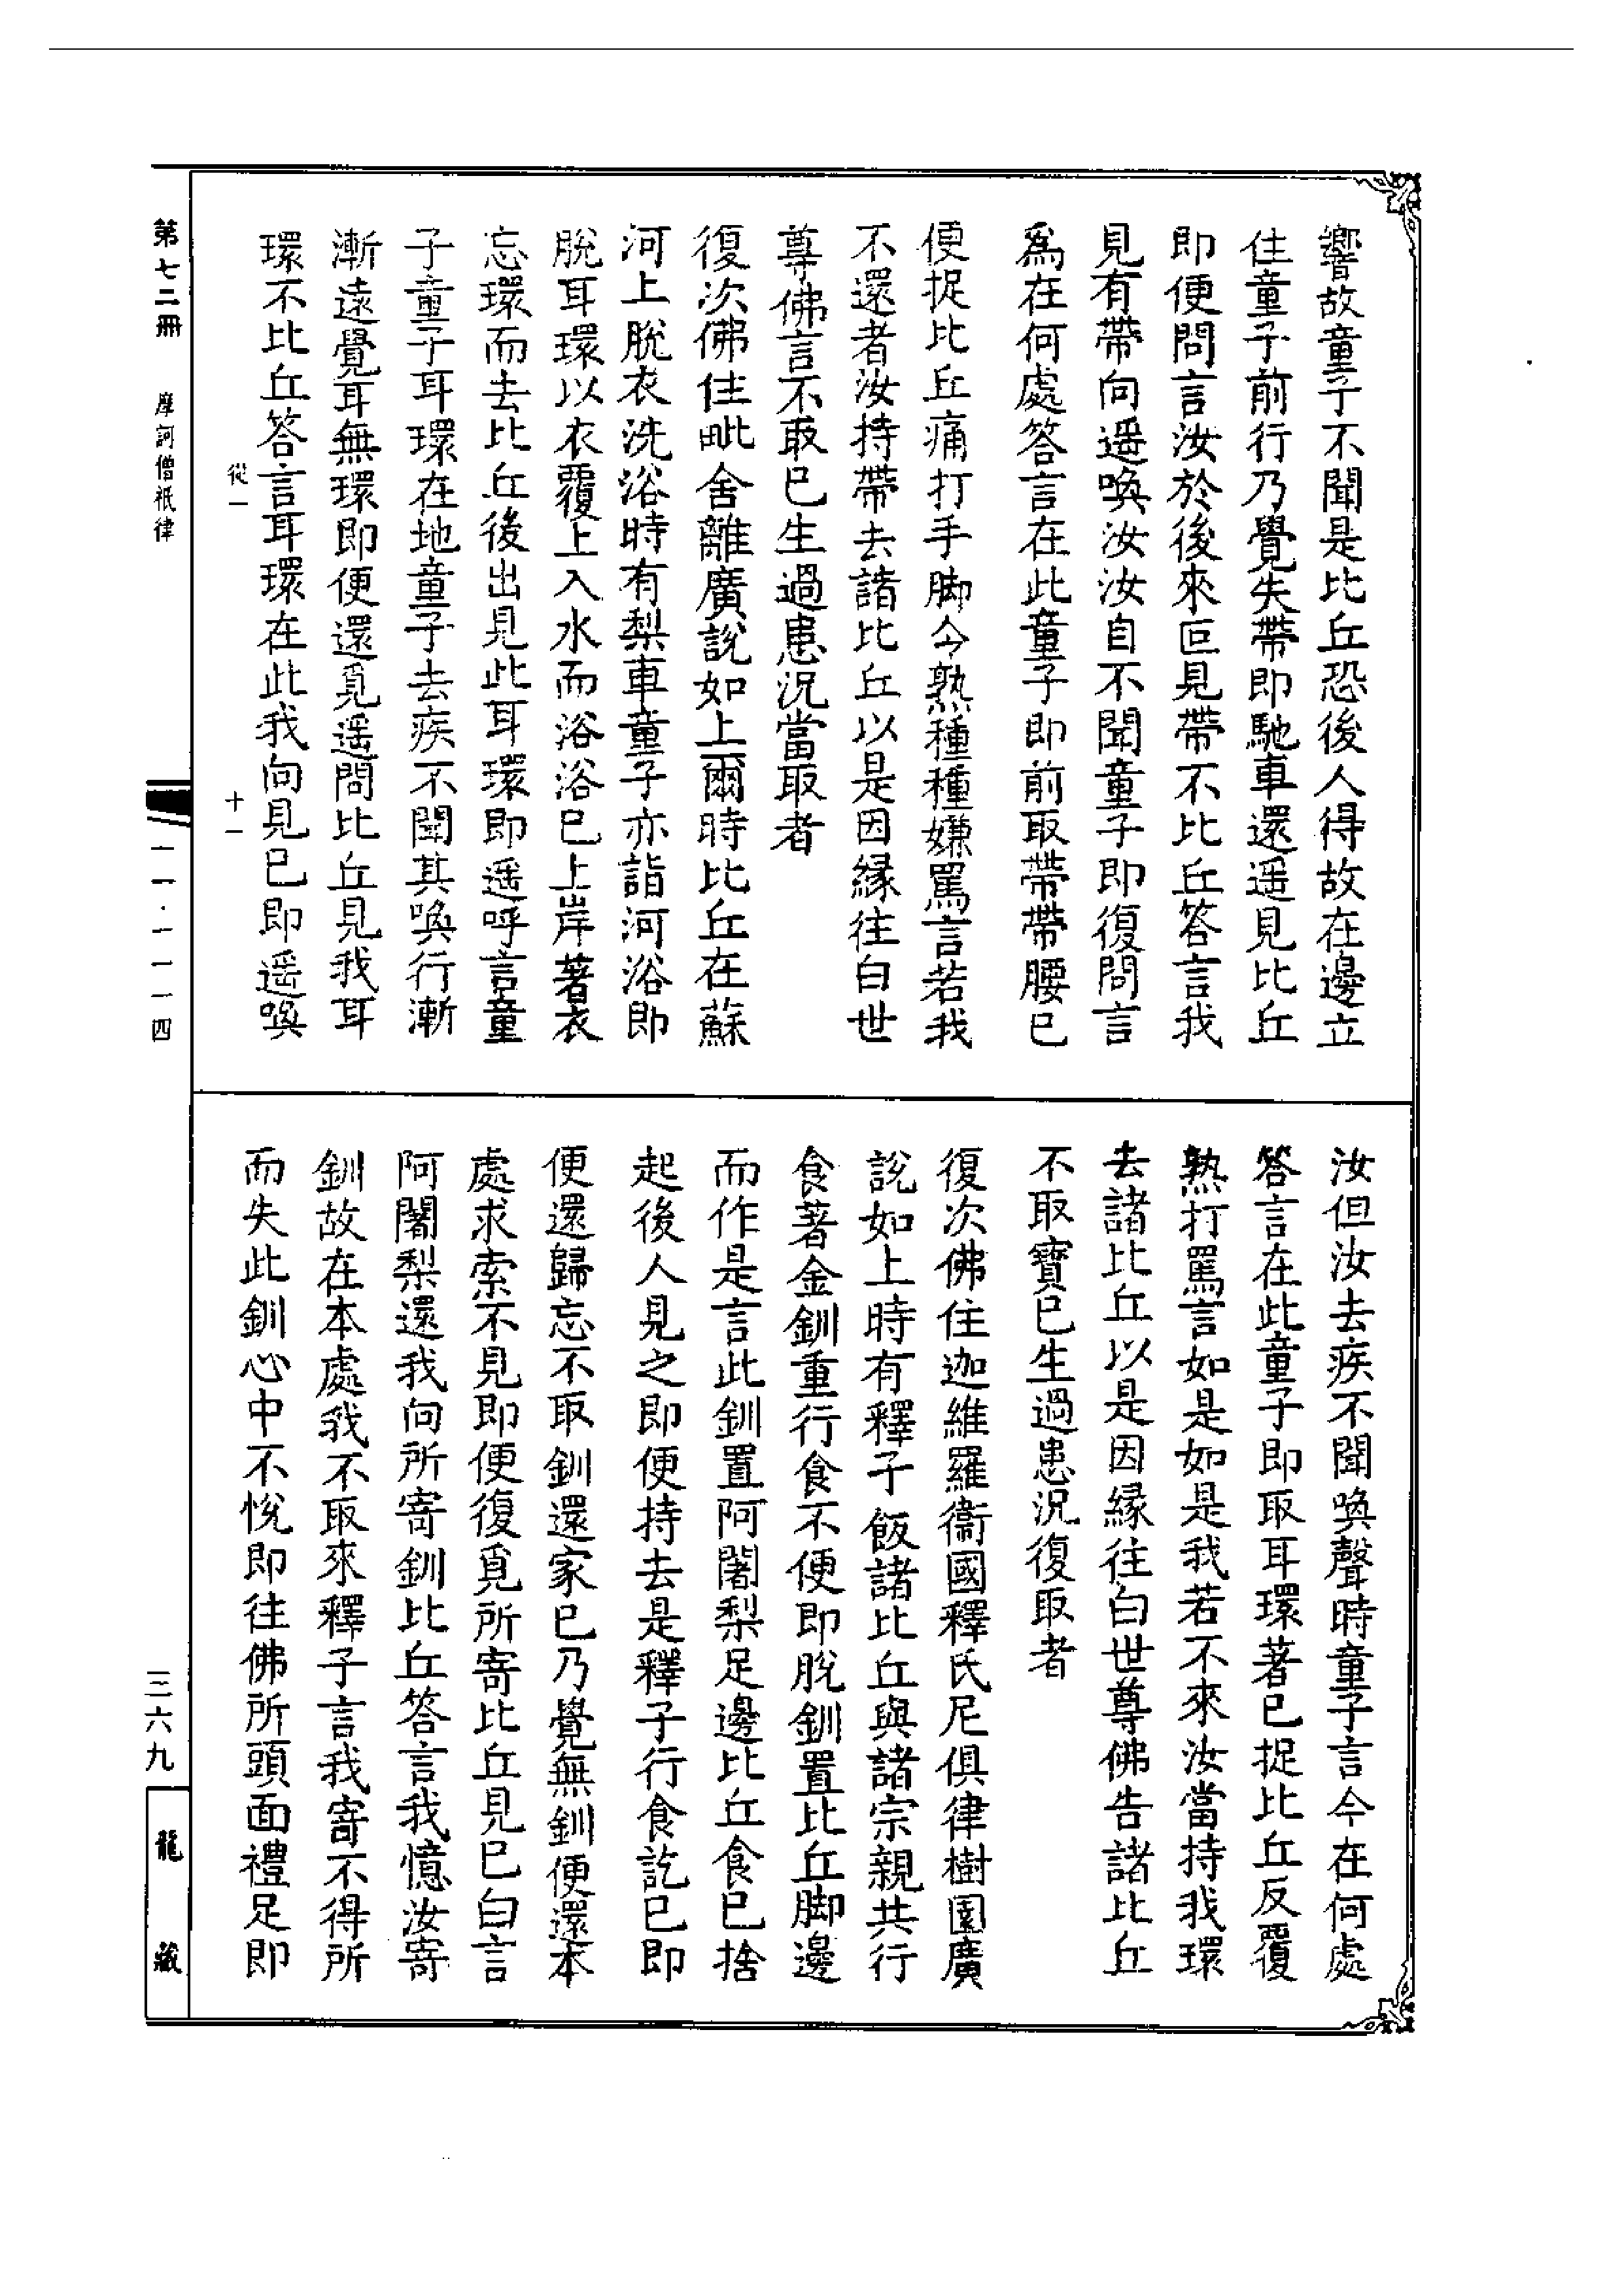 響故童子不聞是比丘恐後人得故在邊立
住童子前行乃覺失帶即馳車還遥見比丘
即便問言汝於後來叵見帶不比丘答言我
見有帶向遥喚汝汝自不聞童子即復問言
爲在何處答言在此童子即前取帶帶腰已
便捉比丘痛打手脚今熟種種嫌罵言若我
不還者汝持帶去諸比丘以是因縁往白世
尊佛言不取已生過患况當取者
復次佛住毗舍離廣說如上爾時比丘在蘇
河上脫衣洗浴時有梨車童子亦詣河浴即
脫耳環以衣覆上入水而浴浴已上岸著衣
忘環而去比丘後出見此耳環即遥呼言童
子童子耳環在地童子去疾不聞其喚行漸
漸遠覺耳無環即便還覓遥問比丘見我耳
環不比丘答言耳環在此我向見已即遥喚
汝但汝去疾不聞喚聲時童子言今在何處
答言在此童子即取耳環著已捉比丘反覆
熟打罵言如是如是我若不來汝當持我環
去諸比丘以是因縁往白世尊佛告諸比丘
不取寶已生過患况復取者
復次佛住迦維羅衞國釋氏尼俱律樹園廣
說如上時有釋子飯諸比丘與諸宗親共行
食著金釧重行食不便即脫釧置比丘脚邊
而作是言此釧置阿闍梨足邊比丘食已捨
起後人見之即便持去是釋子行食訖已即
便還歸忘不取釧還家已乃覺無釧便還本
處求索不見即便復覓所寄比丘見已白言
阿闍梨還我向所寄釧比丘答言我憶汝寄
釧故在本處我不取來釋子言我寄不得所
而失此釧心中不悅即往佛所頭面禮足即
從一
十一
第七二冊
摩訶僧祇律
一一·一一一四
三六九
龍藏